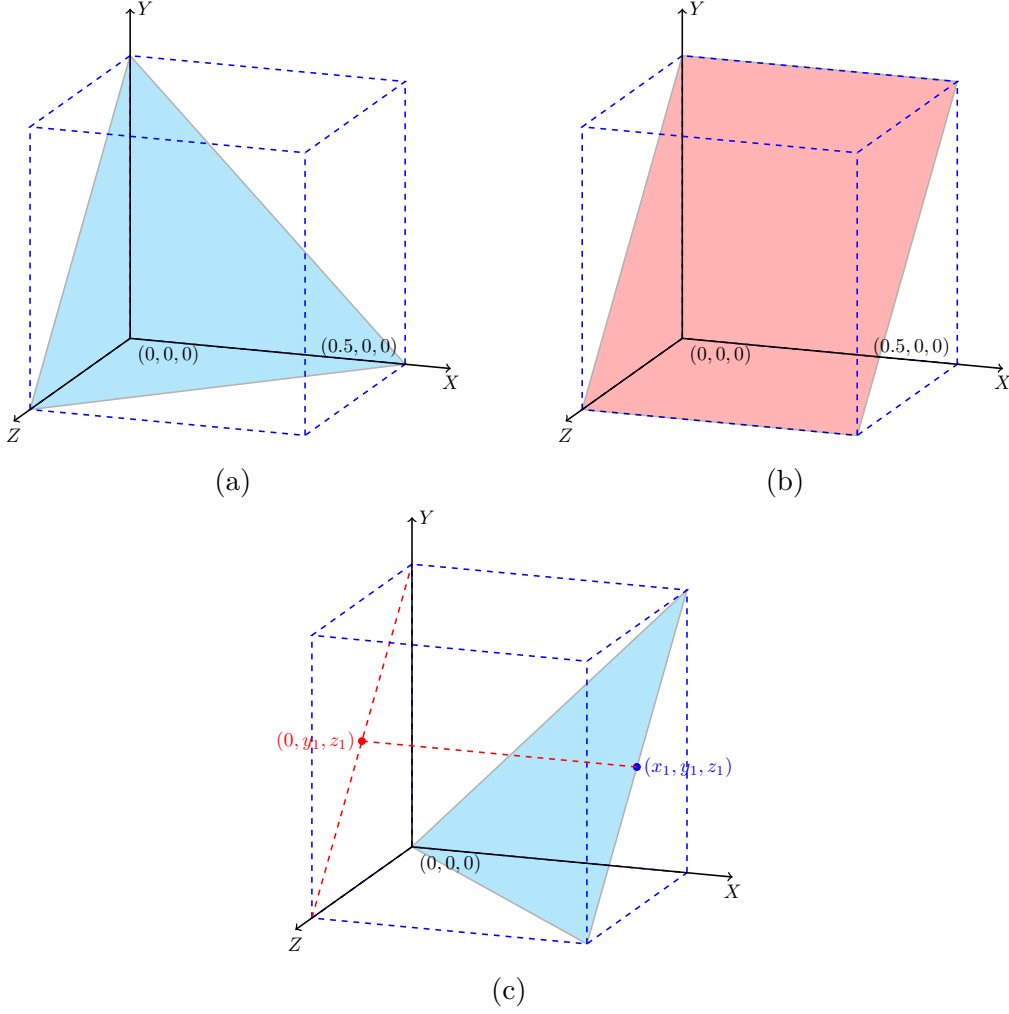 Y
(0.5, 0, 0)
(0, 0, 0)
X
Z
(a)
Y
(0.5, 0, 0)
(0, 0, 0)
X
Z
(b)
Y
(0, y₁, z₁)
(x₁, y₁, z₁)
(0, 0, 0)
X
Z
(c)